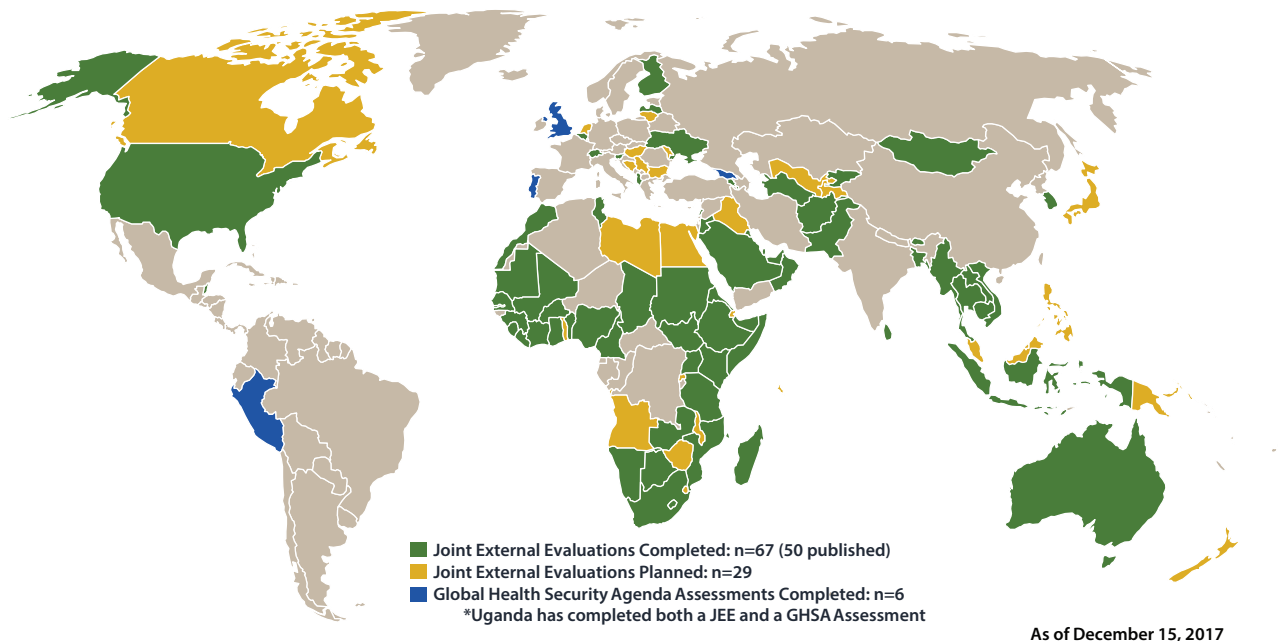 Joint External Evaluations Completed: n=67 (50 published)
Joint External Evaluations Planned: n=29
Global Health Security Agenda Assessments Completed: n=6
*Uganda has completed both a JEE and a GHSA Assessment
As of December 15, 2017